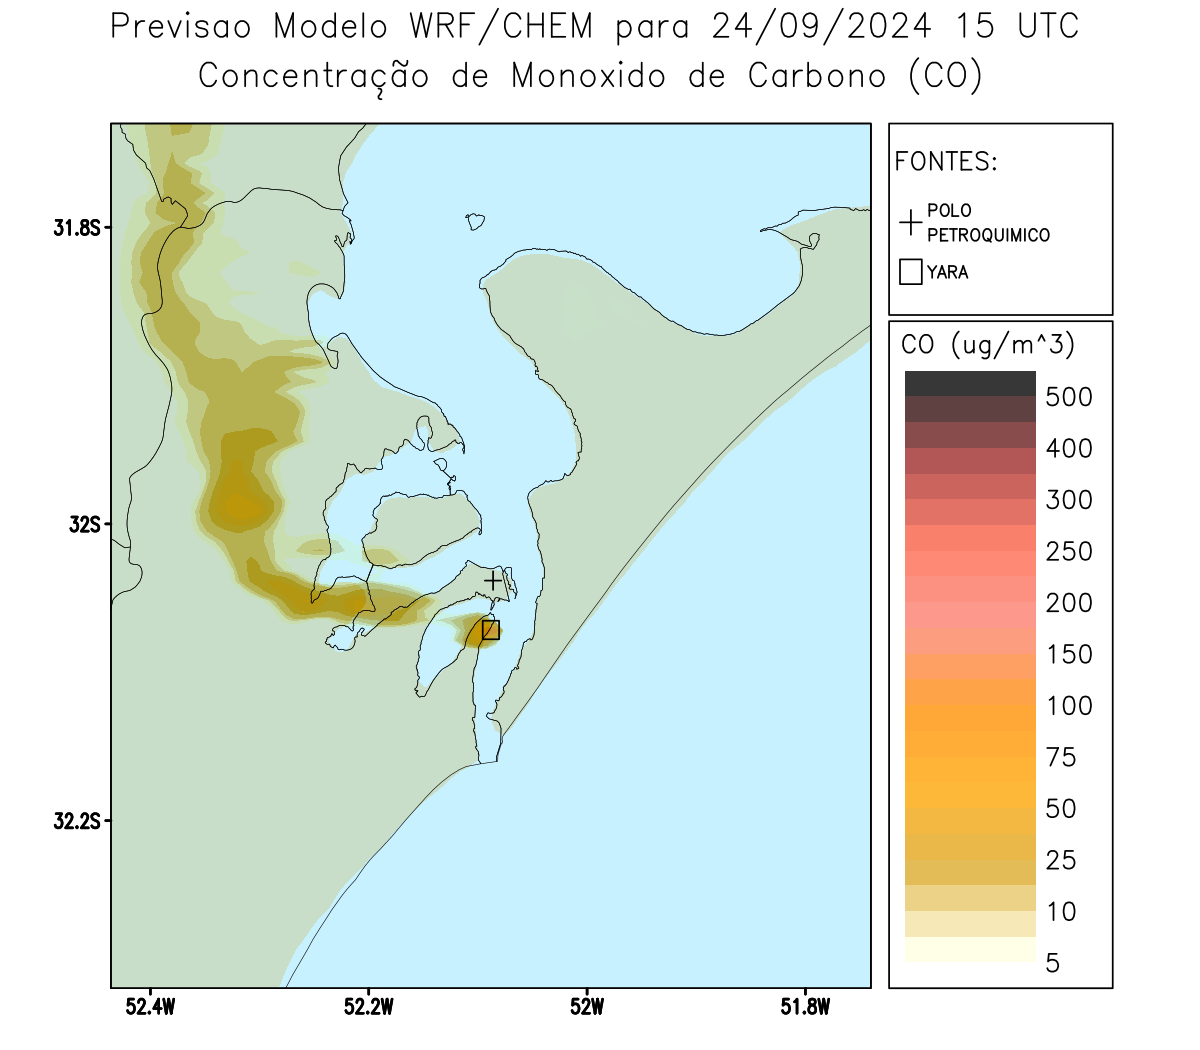 Previsao Modelo WRF/CHEM para 24/09/2024 15 UTC
Concentração de Monoxido de Carbono (CO)
FONTES:
POLO
PETROQUIMICO
YARA
31.8S
32S
32.2S
52.4W
52.2W
52W
51.8W
CO (ug/m^3)
500
400
300
250
200
150
100
75
50
25
10
5